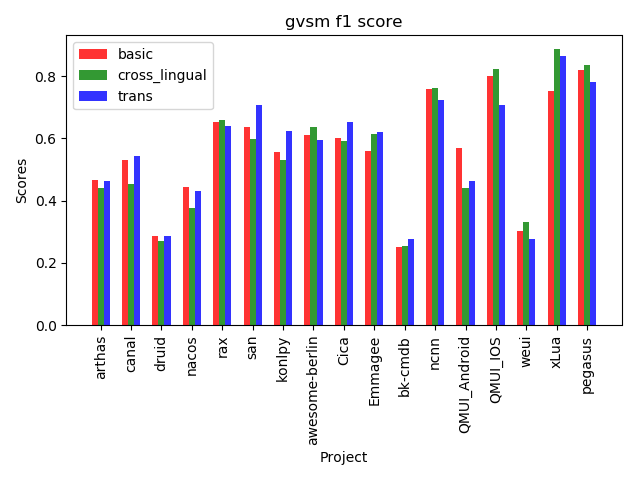 gvsm f1 score
basic
cross_lingual
trans
Scores
0.8
0.6
0.4
0.2
0.0
arthas
canal
druid
nacos
rax
san
konlpy
awesome-berlin
Cica
Emmagee
bk-cmdb
ncnn
QMUI_Android
QMUI_IOS
weui
xLua
pegasus
Project